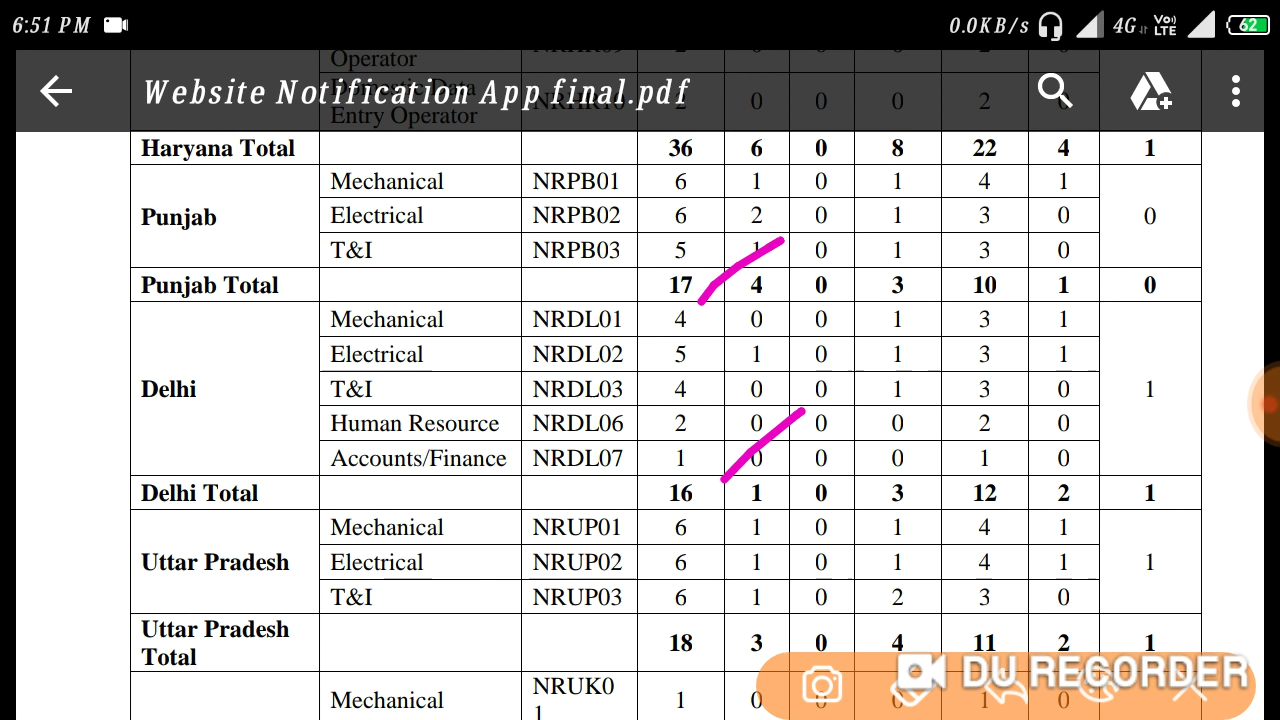 6:51 PM 0.0KB/s 4G Vo) LTE 62
Operator
Website Notification App final.pdf
Domestic Data
Entry Operator 0 0 0 2
Haryana Total 36 6 0 8 22 4 1
Punjab
Mechanical NRPB01 6 1 0 1 4 1
Electrical NRPB02 6 2 0 1 3 0
0
T&I NRPB03 5 1 0 1 3 0
Punjab Total 17 4 0 3 10 1 0
Mechanical NRDL01 4 0 0 1 3 1
Electrical NRDL02 5 1 0 1 3 1
Delhi T&I NRDL03 4 0 0 1 3 0 1
Human Resource NRDL06 2 0 0 0 2 0
Accounts/Finance NRDL07 1 0 0 0 1 0
Delhi Total 16 1 0 3 12 2 1
Mechanical NRUP01 6 1 0 1 4 1
Uttar Pradesh Electrical NRUP02 6 1 0 1 4 1 1
T&I NRUP03 6 1 0 2 3 0
Uttar Pradesh
Total 18 3 0 4 11 2 1
DU RECORDER
Mechanical NRUK0
1 1 0 0 0 1 0